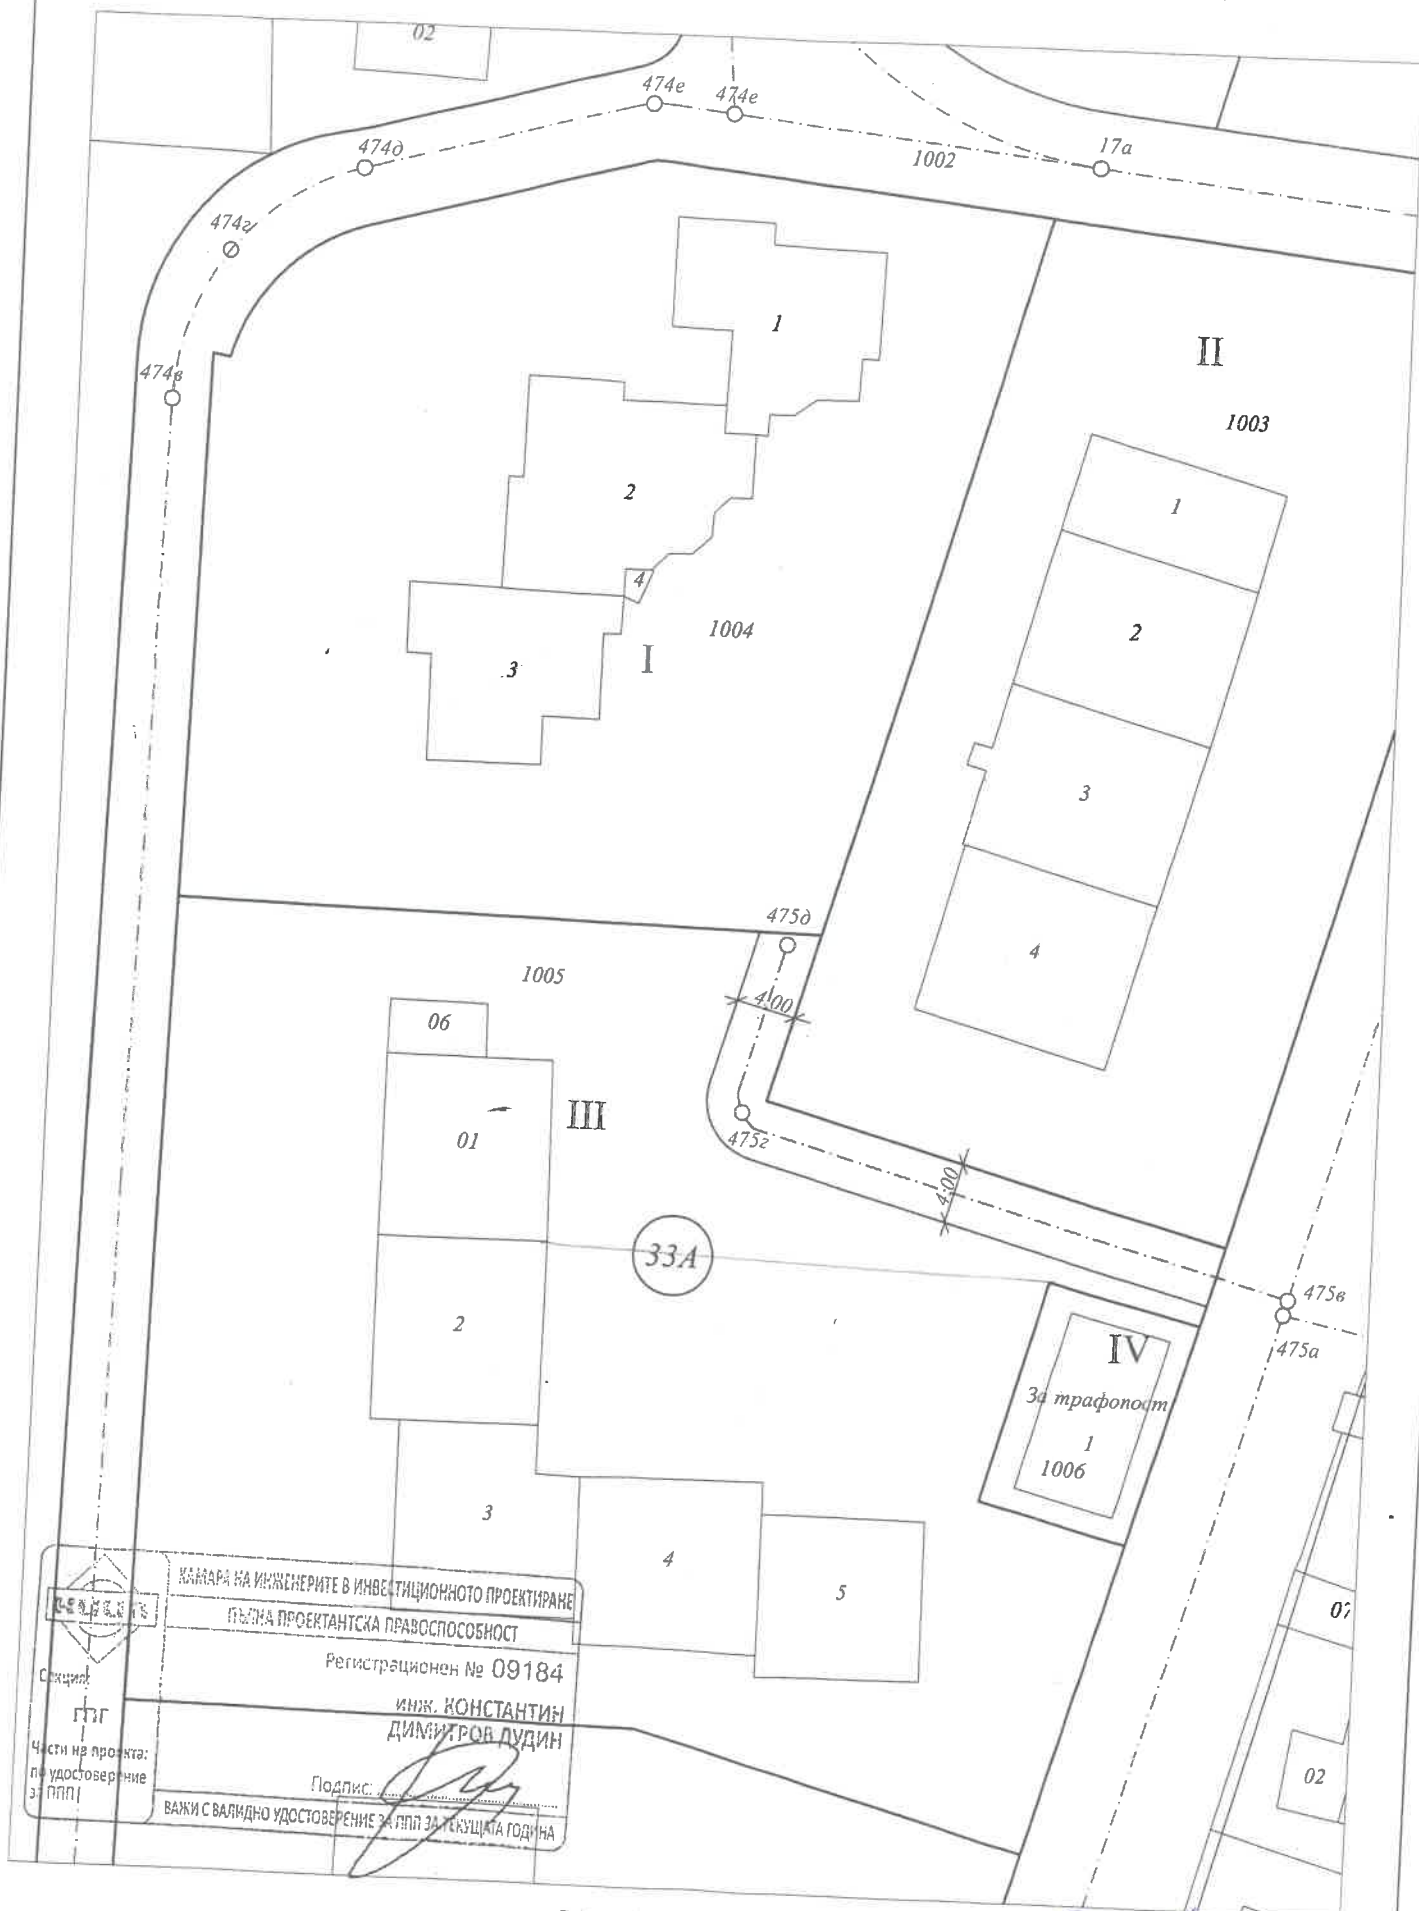 02
474е
474е
17а
474д
1002
474г
1
II
474в
1003
2
1
4
1004
2
3
I
3
475д
4
1005
4.00
06
III
01
475г
4.00
33А
475в
2
IV
475а
За трафопост
1
1006
3
4
5
07
02
КАМАРА НА ИНЖЕНЕРИТЕ В ИНВЕСТИЦИОННОТО ПРОЕКТИРАНЕ
ПЪЛНА ПРОЕКТАНТСКА ПРАВОСПОСОБНОСТ
Регистрационен № 09184
Секция:
ГПГ
инж. КОНСТАНТИН
ДИМИТРОВ ДУДИН
Части на проекта:
по удостоверение
за ППП
Подпис:
ВАЖИ С ВАЛИДНО УДОСТОВЕРЕНИЕ ЗА ППП ЗА ТЕКУЩАТА ГОДИНА